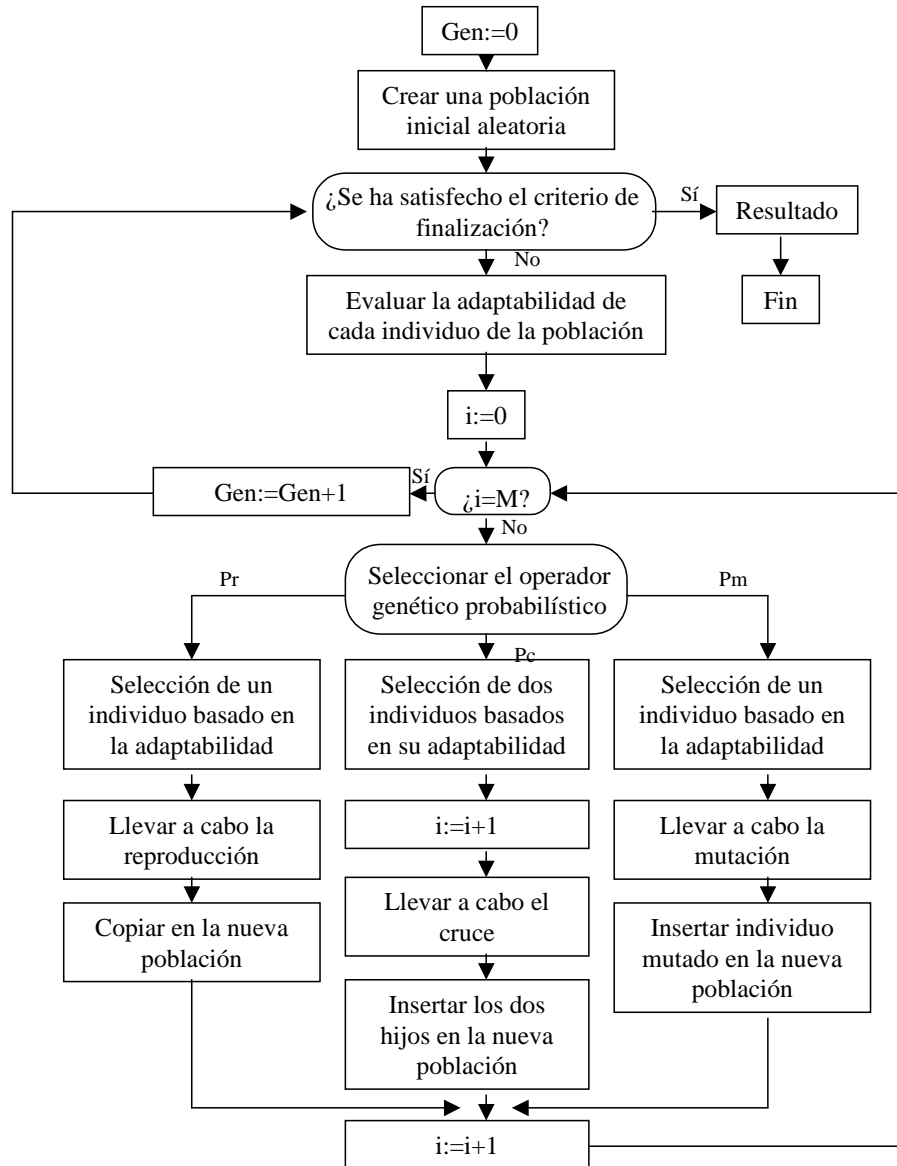 Gen:=0
Crear una población
inicial aleatoria
¿Se ha satisfecho el criterio de
finalización?
Sí
Resultado
Fin
No
Evaluar la adaptabilidad de
cada individuo de la población
i:=0
¿i=M?
Sí
Gen:=Gen+1
No
Seleccionar el operador
genético probabilístico
Pr
Pc
Pm
Selección de un
individuo basado en
la adaptabilidad
Llevar a cabo la
reproducción
Copiar en la nueva
población
Selección de dos
individuos basados
en su adaptabilidad
i:=i+1
Llevar a cabo el
cruce
Insertar los dos
hijos en la nueva
población
Selección de un
individuo basado en
la adaptabilidad
Llevar a cabo la
mutación
Insertar individuo
mutado en la nueva
población
i:=i+1